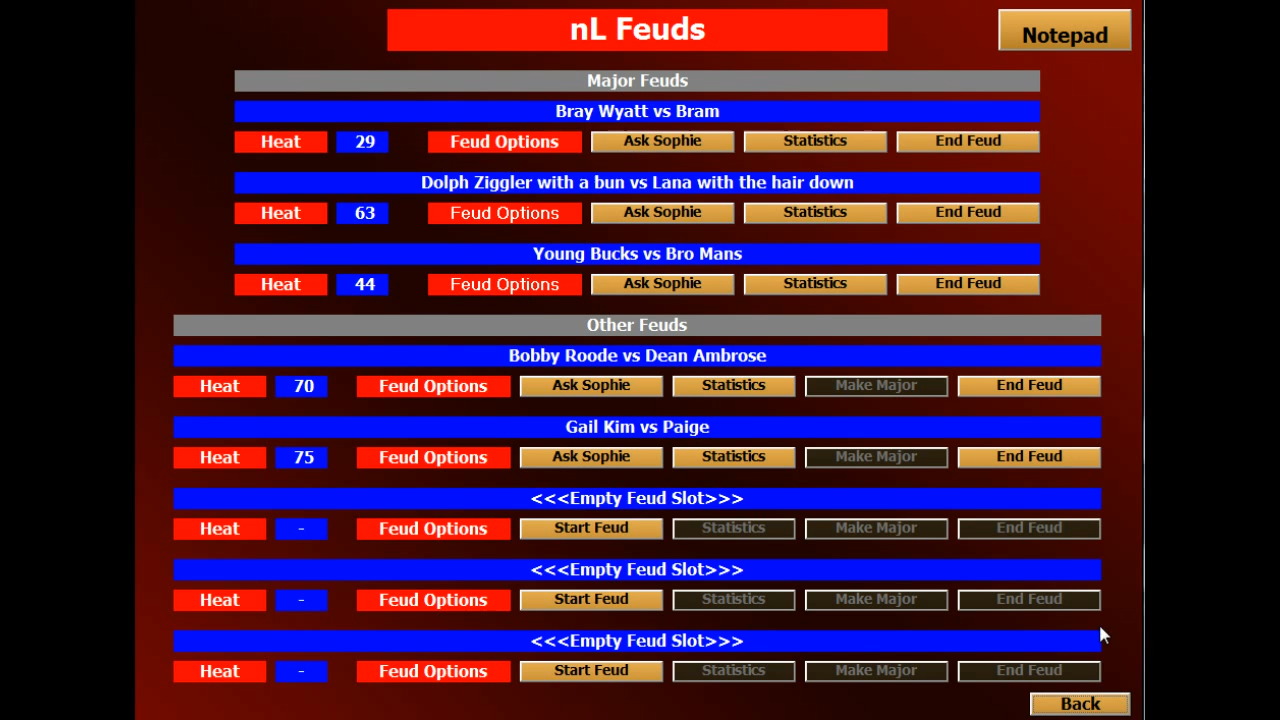 nL Feuds
Notepad
Major Feuds
Bray Wyatt vs Bram
Heat 29 Feud Options Ask Sophie Statistics End Feud
Dolph Ziggler with a bun vs Lana with the hair down
Heat 63 Feud Options Ask Sophie Statistics End Feud
Young Bucks vs Bro Mans
Heat 44 Feud Options Ask Sophie Statistics End Feud
Other Feuds
Bobby Roode vs Dean Ambrose
Heat 70 Feud Options Ask Sophie Statistics Make Major End Feud
Gail Kim vs Paige
Heat 75 Feud Options Ask Sophie Statistics Make Major End Feud
<<<Empty Feud Slot>>>
Heat - Feud Options Start Feud Statistics Make Major End Feud
<<<Empty Feud Slot>>>
Heat - Feud Options Start Feud Statistics Make Major End Feud
<<<Empty Feud Slot>>>
Heat - Feud Options Start Feud Statistics Make Major End Feud
Back